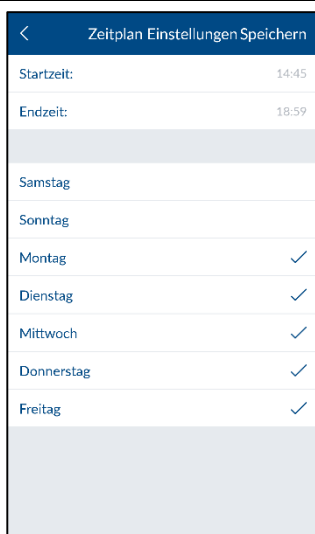 Zeitplan Einstellungen Speichern
Startzeit: 14:45
Endzeit: 18:59
Samstag
Sonntag
Montag
Dienstag
Mittwoch
Donnerstag
Freitag